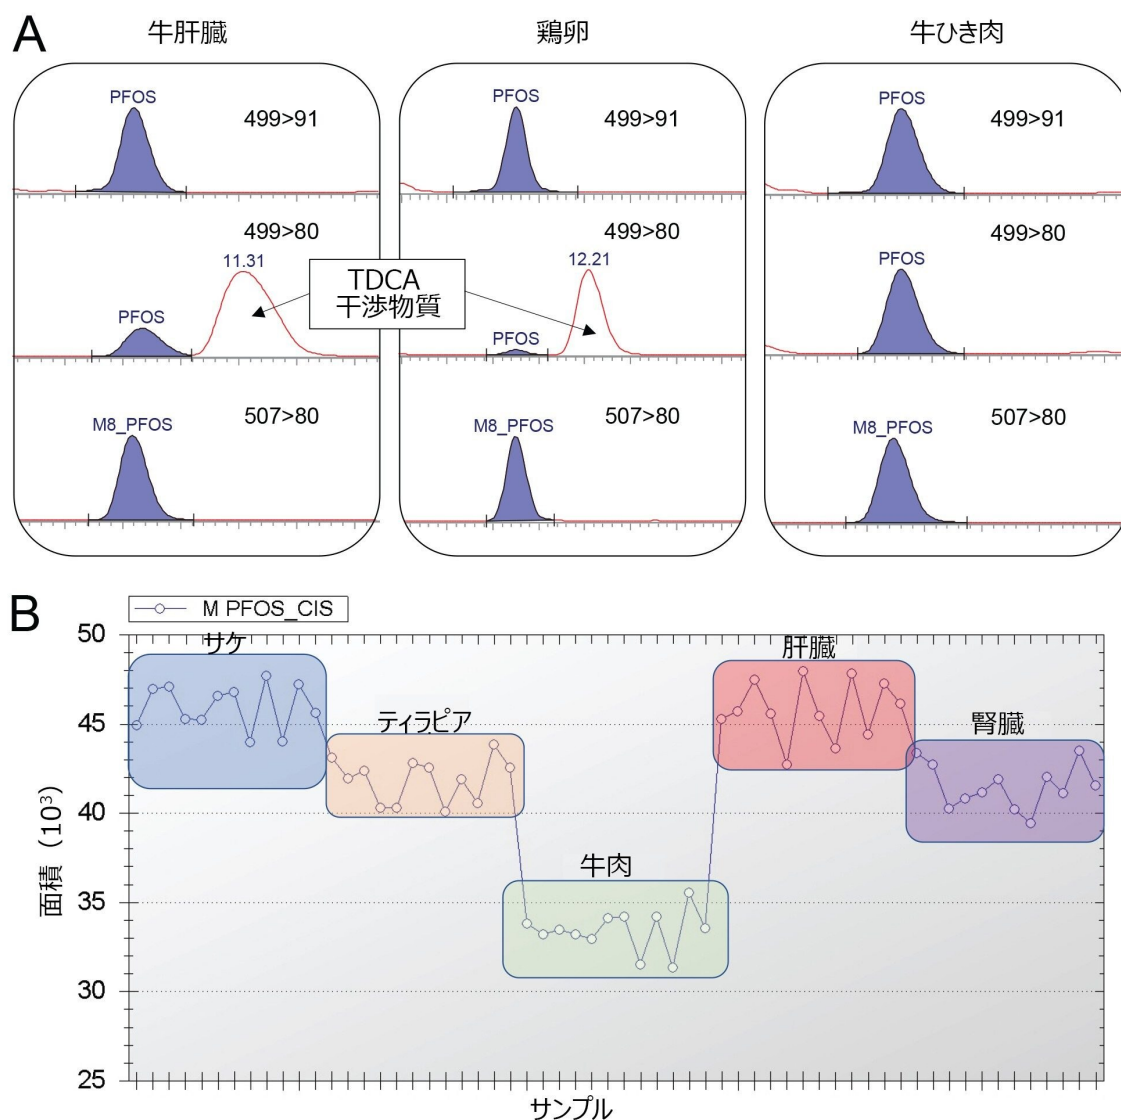 A
牛肝臓
鶏卵
牛ひき肉
PFOS
499>91
PFOS
499>91
PFOS
499>91
499>80
11.31
PFOS
TDCA
干渉物質
499>80
12.21
PFOS
499>80
PFOS
507>80
M8_PFOS
507>80
M8_PFOS
507>80
M8_PFOS
B
M PFOS_CIS
50
45
40
35
30
25
面積 (10³)
サケ
ティラピア
牛肉
肝臓
腎臓
サンプル